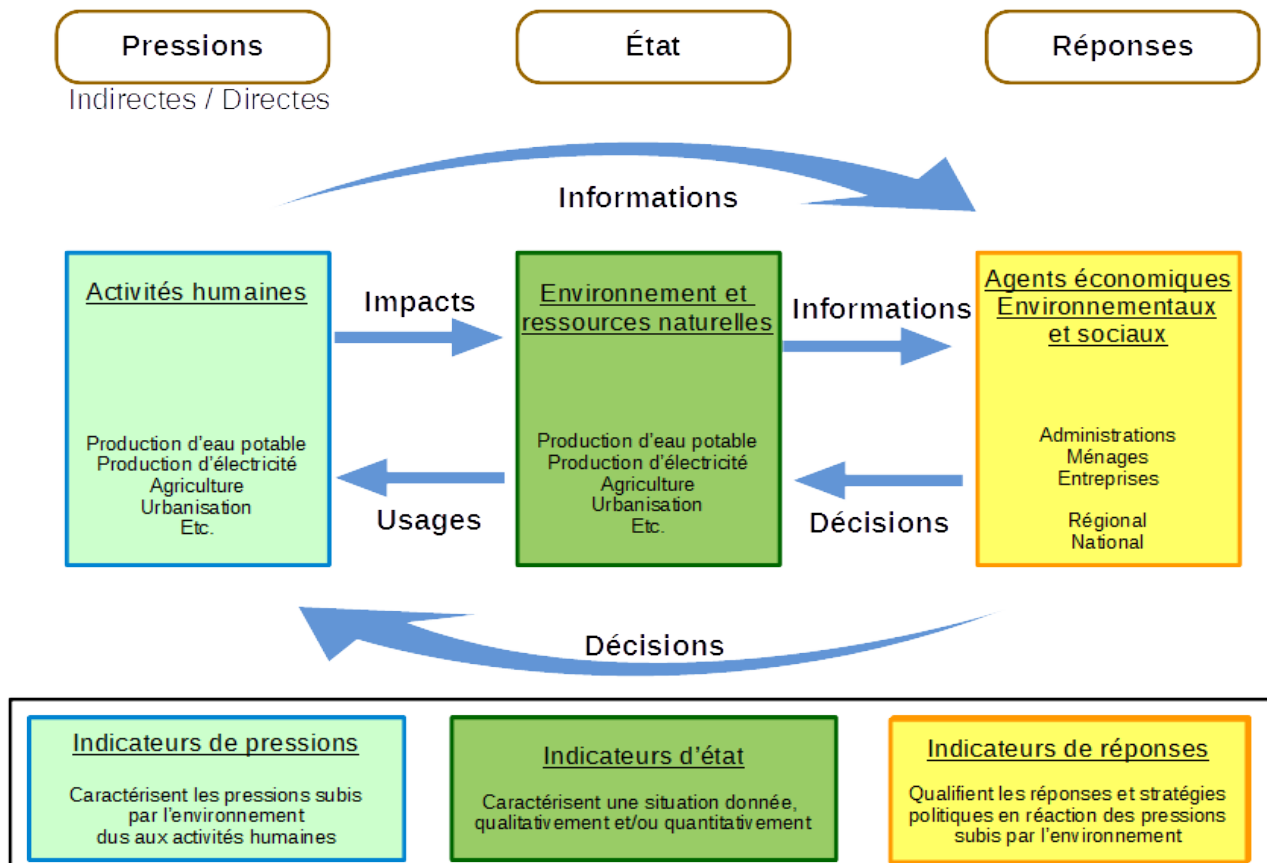 Pressions
État
Réponses
Indirectes / Directes
Informations
Activités humaines
Production d'eau potable
Production d'électricité
Agriculture
Urbanisation
Etc.
Impacts
Usages
Environnement et
ressources naturelles
Production d'eau potable
Production d'électricité
Agriculture
Urbanisation
Etc.
Informations
Décisions
Agents économiques
Environnementaux
et sociaux
Administrations
Ménages
Entreprises
Régional
National
Décisions
Indicateurs de pressions
Caractérisent les pressions subis
par l'environnement
dus aux activités humaines
Indicateurs d'état
Caractérisent une situation donnée,
qualitativement et/ou quantitativement
Indicateurs de réponses
Qualifient les réponses et stratégies
politiques en réaction des pressions
subis par l'environnement